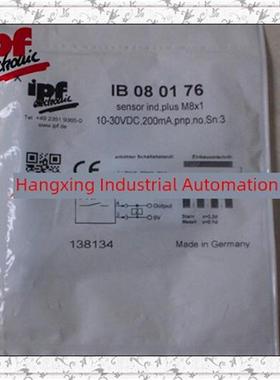 ipf
electronic
ipf
electronic
Tel +49 2351 9365-0
www.ipf.de
IB 08 01 76
sensor ind.plus M8x1
10-30VDC,200mA,pnp,no,Sn:3
Hangxing Industrial Automation
Output
0V
138134
Made in Germany